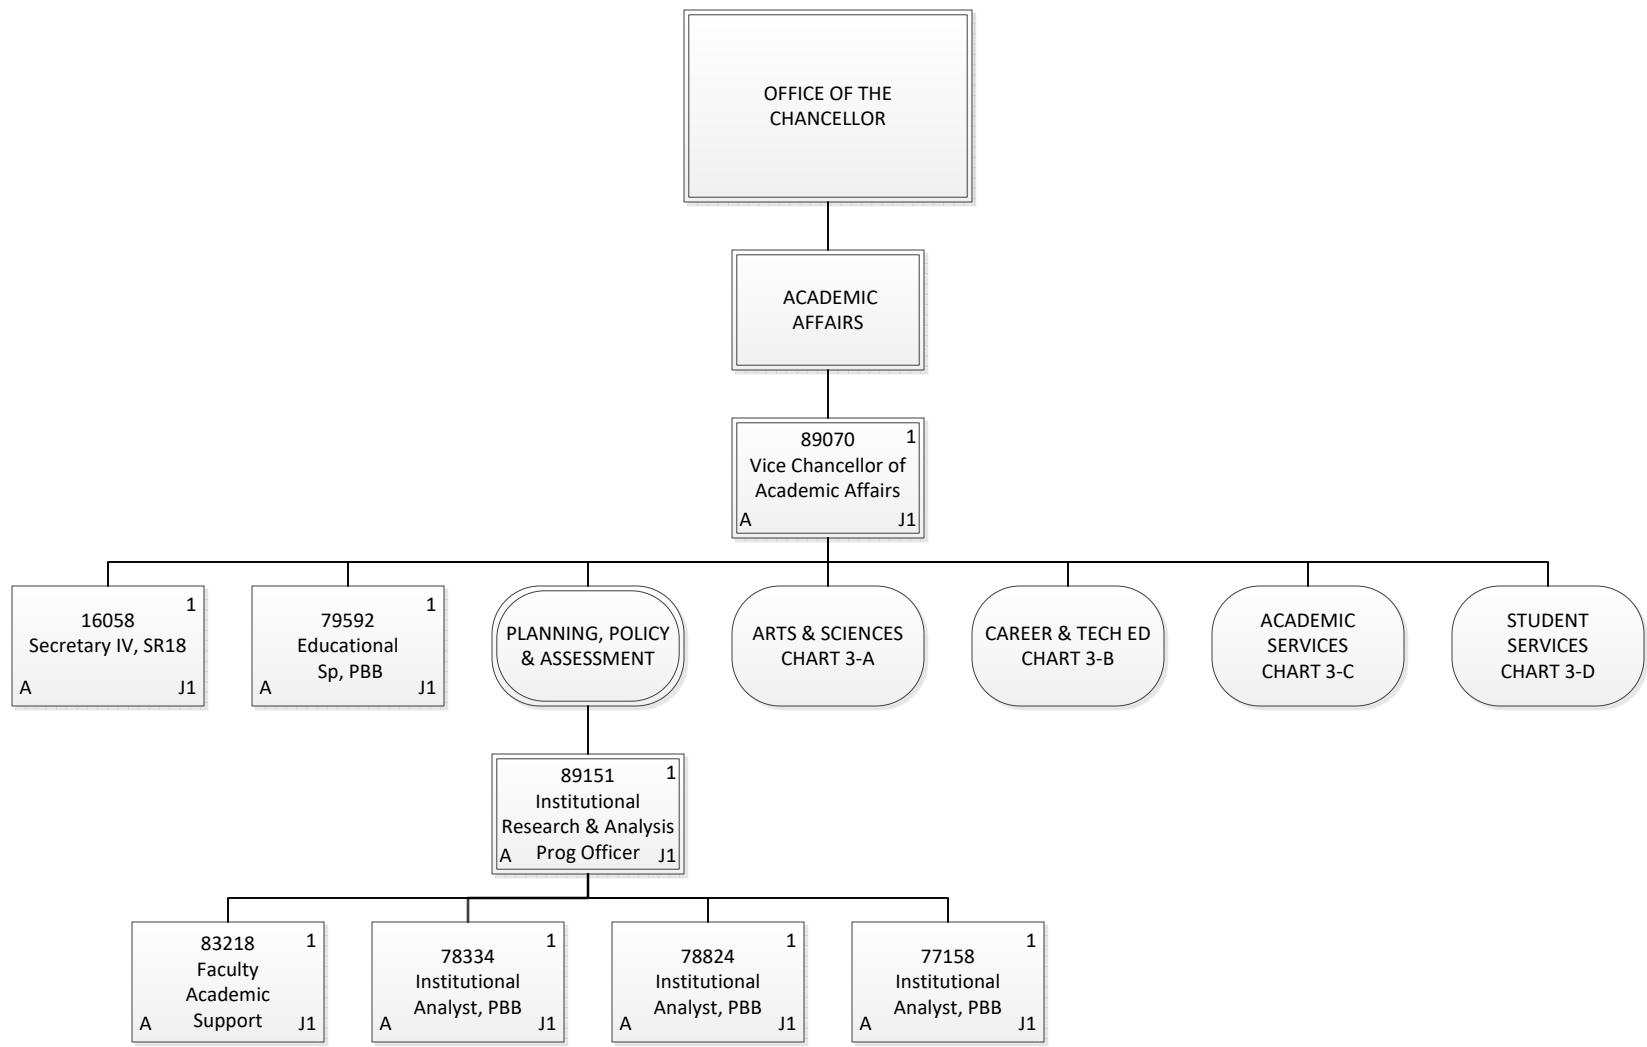 OFFICE OF THE
CHANCELLOR
ACADEMIC
AFFAIRS
89070 1
Vice Chancellor of
Academic Affairs
A J1
16058 1
Secretary IV, SR18
A J1
79592 1
Educational
Sp, PBB
A J1
PLANNING, POLICY
& ASSESSMENT
ARTS & SCIENCES
CHART 3-A
CAREER & TECH ED
CHART 3-B
ACADEMIC
SERVICES
CHART 3-C
STUDENT
SERVICES
CHART 3-D
89151 1
Institutional
Research & Analysis
A Prog Officer J1
83218 1
Faculty
Academic
A Support J1
78334 1
Institutional
Analyst, PBB
A J1
78824 1
Institutional
Analyst, PBB
A J1
77158 1
Institutional
Analyst, PBB
A J1